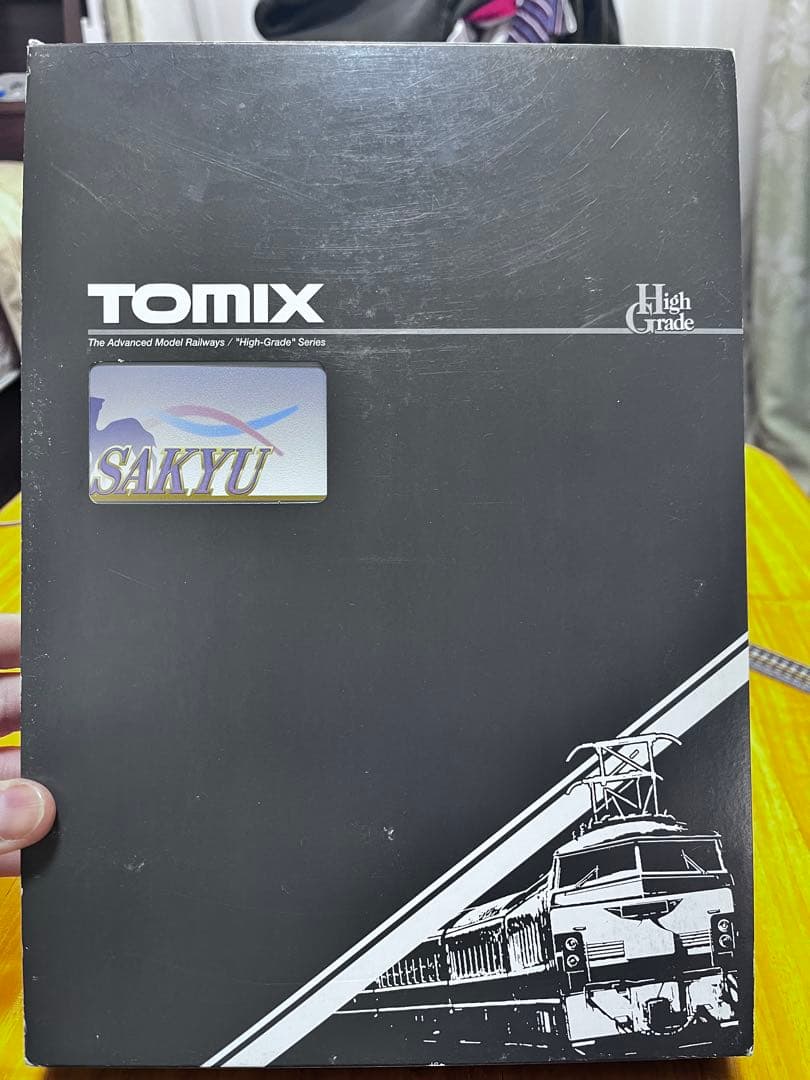 TOMIX
High
Grade
The Advanced Model Railways / "High-Grade" Series
SAKYU